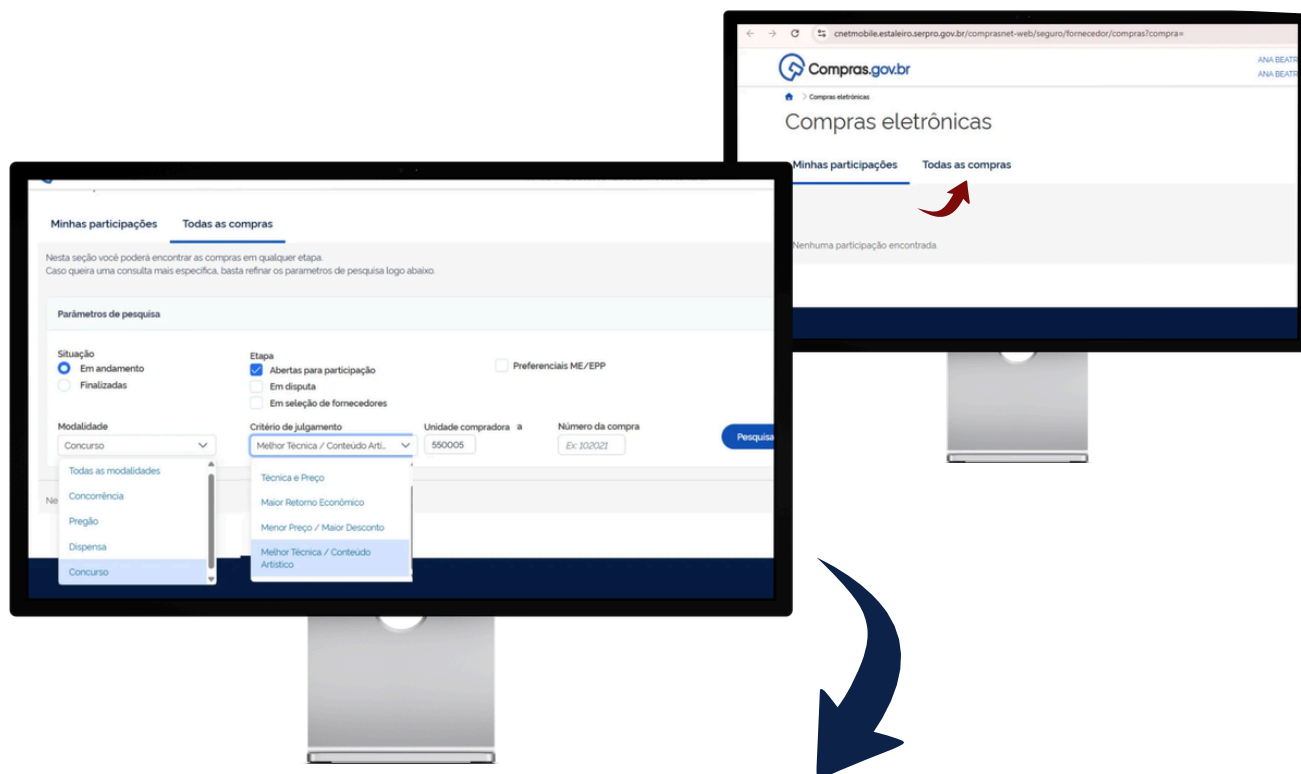 cnetmobile.estaleiro.serpro.gov.br/comprasnet-web/seguro/fornecedor/compras?compra=
Compras.gov.br
ANA BEATR
ANA BEATR
Compras eletrônicas
Compras eletrônicas
Minhas participações Todas as compras
Nenhuma participação encontrada.
Minhas participações Todas as compras
Nesta seção você poderá encontrar as compras em qualquer etapa.
Caso queira uma consulta mais específica, basta refinar os parametros de pesquisa logo abaixo.
Parâmetros de pesquisa
Situação
Em andamento
Finalizadas
Etapa
Abertas para participação
Em disputa
Em seleção de fornecedores
Preferenciais ME/EPP
Modalidade
Concurso
Critério de julgamento
Melhor Técnica / Conteúdo Arti..
Unidade compradora a
550005
Número da compra
Ex: 102021
Pesquisa
Todas as modalidades
Concorrência
Pregão
Dispensa
Concurso
Técnica e Preço
Maior Retorno Econômico
Menor Preço / Maior Desconto
Melhor Técnica / Conteúdo
Artístico
Ne